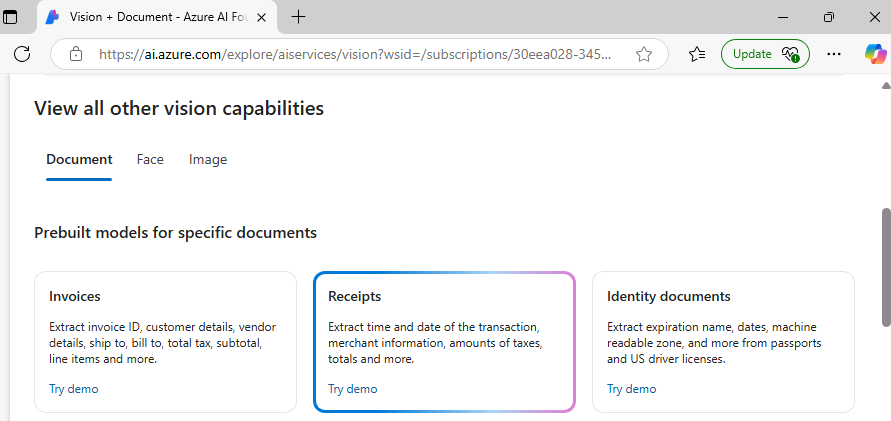 Vision + Document - Azure AI Fou
https://ai.azure.com/explore/aiservices/vision?wsid=/subscriptions/30eea028-345...
Update
View all other vision capabilities
Document Face Image
Prebuilt models for specific documents
Invoices
Extract invoice ID, customer details, vendor
details, ship to, bill to, total tax, subtotal,
line items and more.
Try demo
Receipts
Extract time and date of the transaction,
merchant information, amounts of taxes,
totals and more.
Try demo
Identity documents
Extract expiration name, dates, machine
readable zone, and more from passports
and US driver licenses.
Try demo